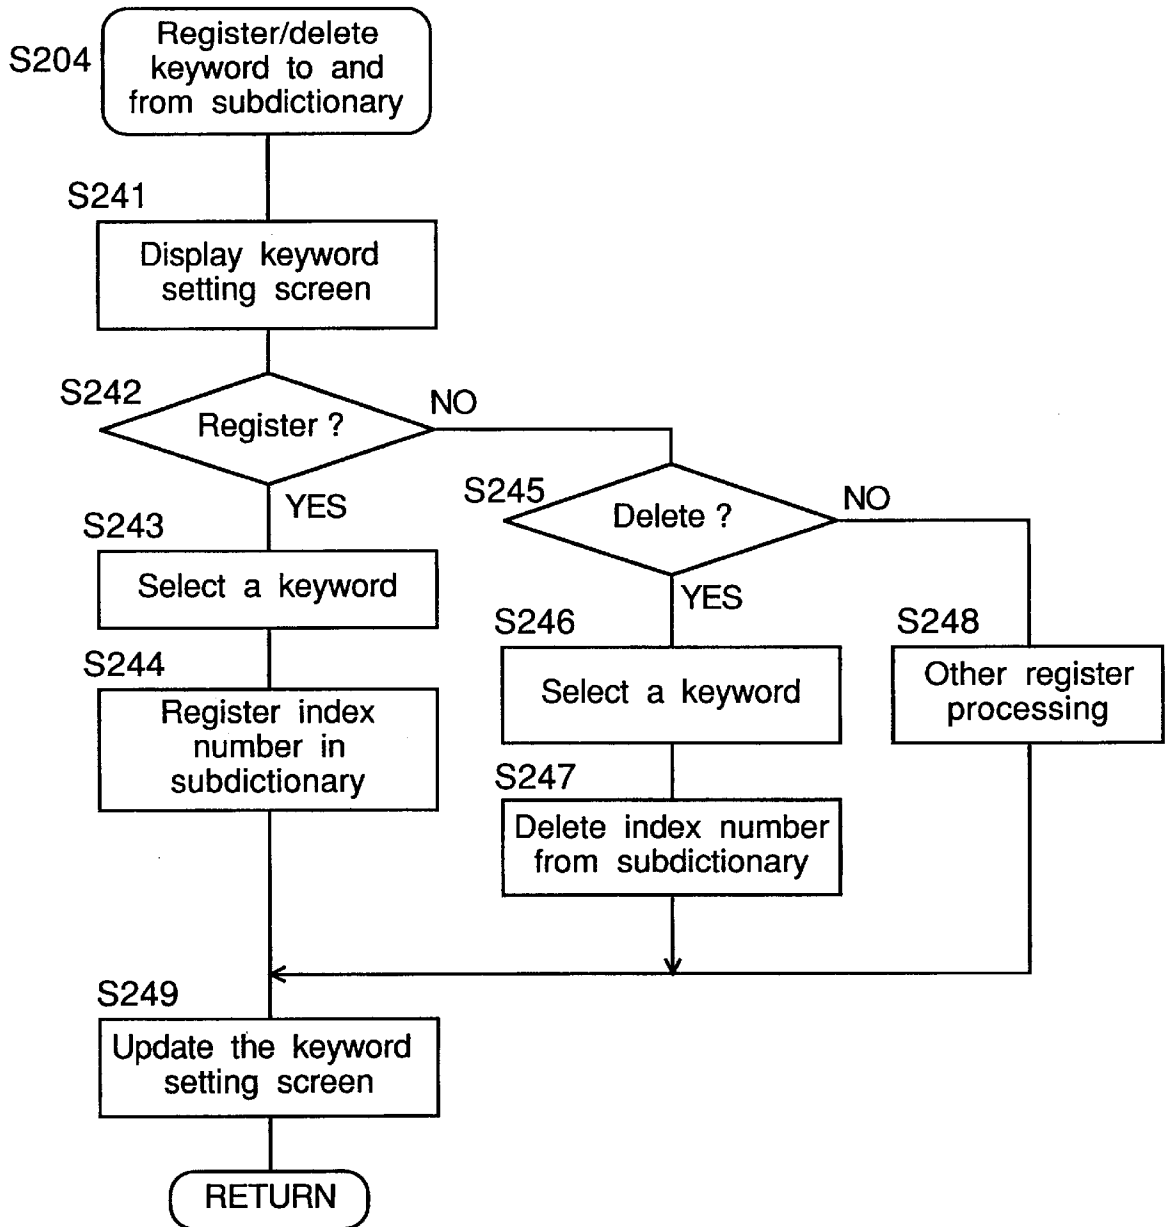 S204
Register/delete
keyword to and
from subdictionary
S241
Display keyword
setting screen
S242
Register ?
NO
YES
S243
Select a keyword
S244
Register index
number in
subdictionary
S245
Delete ?
NO
YES
S246
Select a keyword
S247
Delete index number
from subdictionary
S248
Other register
processing
S249
Update the keyword
setting screen
RETURN